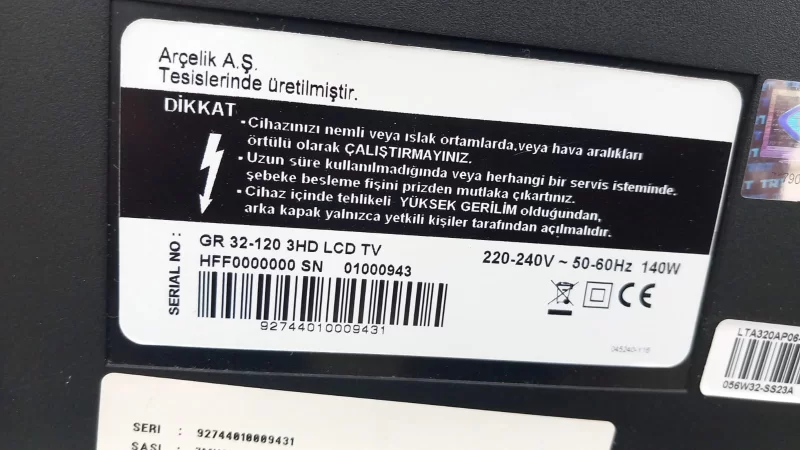 Arçelik A.Ş.
Tesislerinde üretilmiştir.
DİKKAT
• Cihazınızı nemli veya ıslak ortamlarda,veya hava aralıkları
örtülü olarak ÇALIŞTIRMAYINIZ.
• Uzun süre kullanılmadığında veya herhangi bir servis isteminde,
şebeke besleme fişini prizden mutlaka çıkartınız.
• Cihaz içinde tehlikeli YÜKSEK GERİLİM olduğundan,
arka kapak yalnızca yetkili kişiler tarafından açılmalıdır.
SERIAL NO :
GR 32-120 3HD LCD TV
HFF0000000 SN 01000943
92744010009431
220-240V ~ 50-60Hz 140W
CE
LTA320AP06-
056W32-SS23A
SERI : 92744010009431
ŞASI :